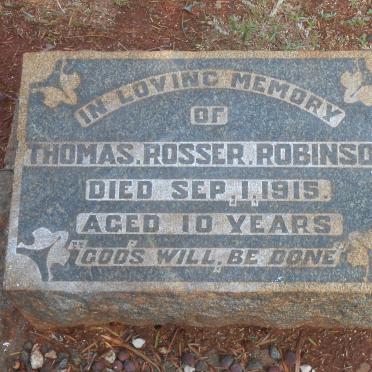 IN LOVING MEMORY
OF
THOMAS. ROSSER. ROBINSO
DIED SEP. 1, 1915.
AGED 10 YEARS
"GOD'S WILL, BE DONE"